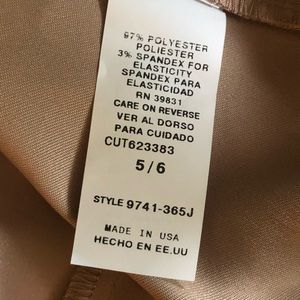 97% POLYESTER
POLIESTER
3% SPANDEX FOR
ELASTICITY
SPANDEX PARA
ELASTICIDAD
RN 39831
CARE ON REVERSE
VER AL DORSO
PARA CUIDADO
CUT623383
5/6
STYLE 9741-365J
MADE IN USA
HECHO EN EE.UU